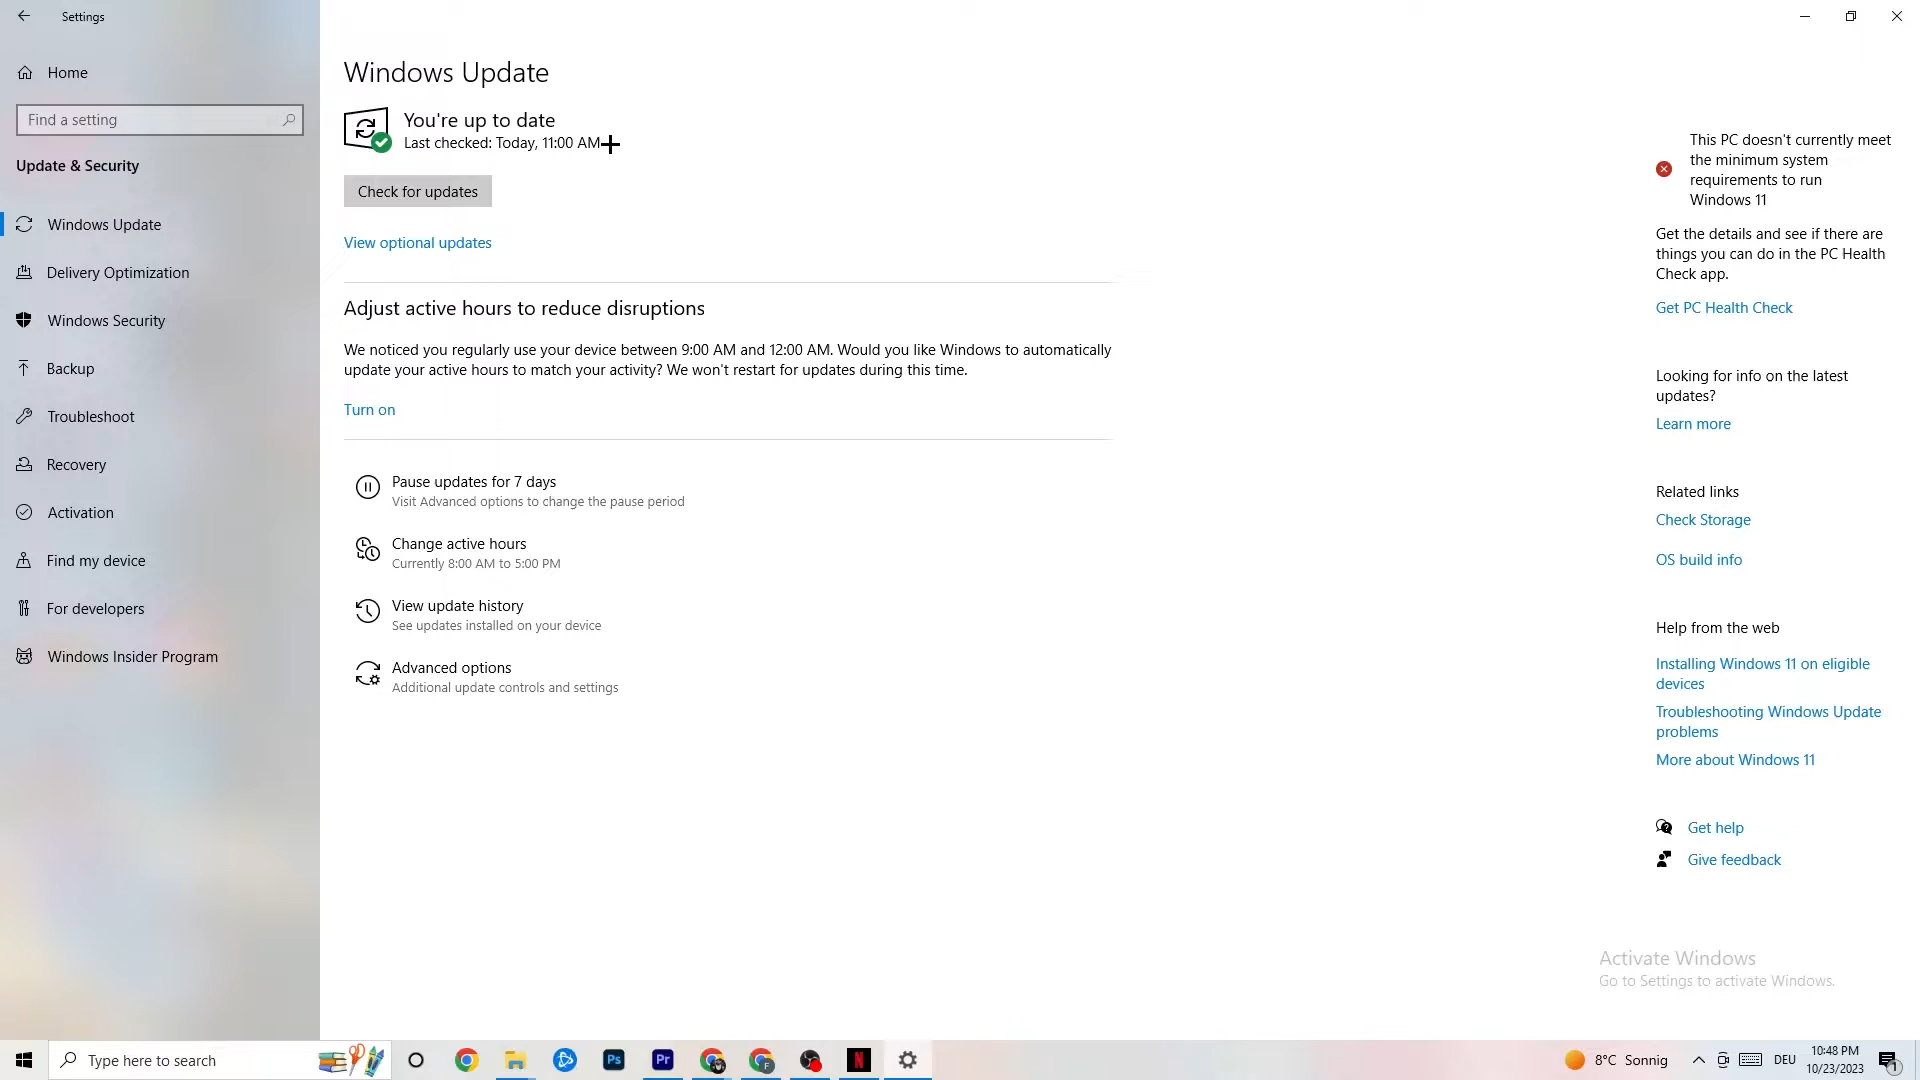 Settings
Home
Find a setting
Update & Security
Windows Update
Delivery Optimization
Windows Security
Backup
Troubleshoot
Recovery
Activation
Find my device
For developers
Windows Insider Program
Windows Update
You're up to date
Last checked: Today, 11:00 AM
Check for updates
View optional updates
Adjust active hours to reduce disruptions
We noticed you regularly use your device between 9:00 AM and 12:00 AM. Would you like Windows to automatically
update your active hours to match your activity? We won't restart for updates during this time.
Turn on
Pause updates for 7 days
Visit Advanced options to change the pause period
Change active hours
Currently 8:00 AM to 5:00 PM
View update history
See updates installed on your device
Advanced options
Additional update controls and settings
This PC doesn't currently meet
the minimum system
requirements to run
Windows 11
Get the details and see if there are
things you can do in the PC Health
Check app.
Get PC Health Check
Looking for info on the latest
updates?
Learn more
Related links
Check Storage
OS build info
Help from the web
Installing Windows 11 on eligible
devices
Troubleshooting Windows Update
problems
More about Windows 11
Get help
Give feedback
Activate Windows
Go to Settings to activate Windows.
Type here to search
Ps
Pr
F
N
8°C Sonnig
DEU
10:48 PM
10/23/2023
1